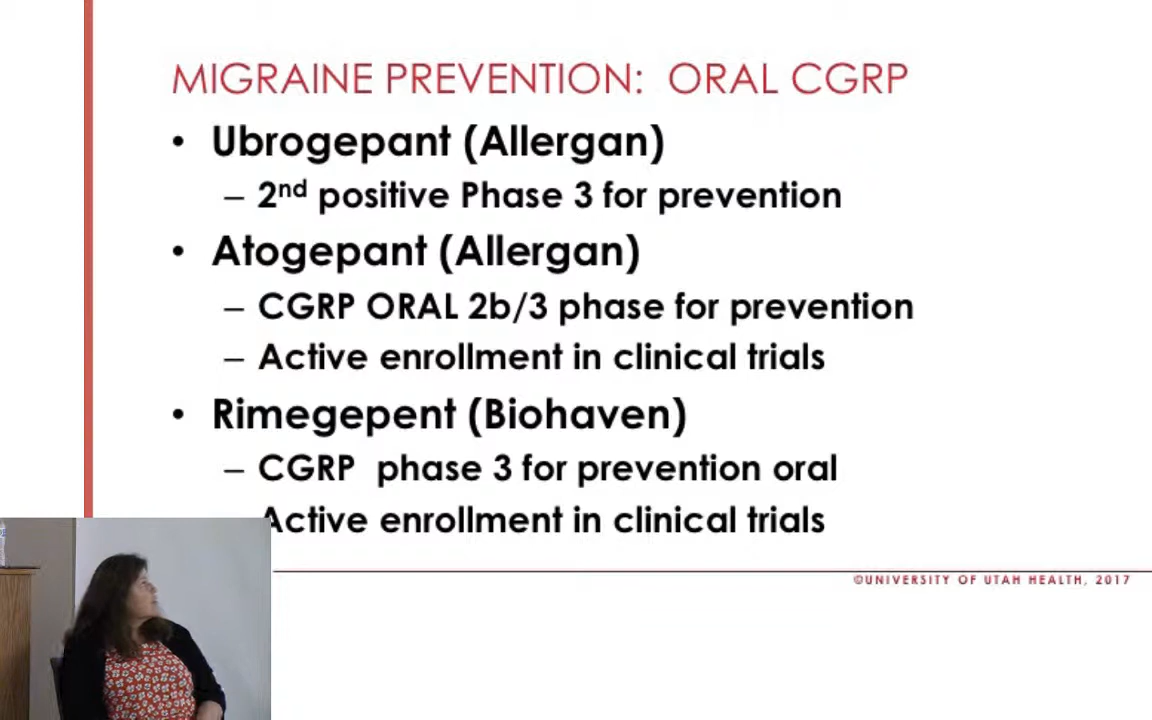 MIGRAINE PREVENTION: ORAL CGRP
• Ubrogepant (Allergan)
– 2nd positive Phase 3 for prevention
• Atogepant (Allergan)
– CGRP ORAL 2b/3 phase for prevention
– Active enrollment in clinical trials
• Rimegepent (Biohaven)
– CGRP phase 3 for prevention oral
Active enrollment in clinical trials
©UNIVERSITY OF UTAH HEALTH, 2017